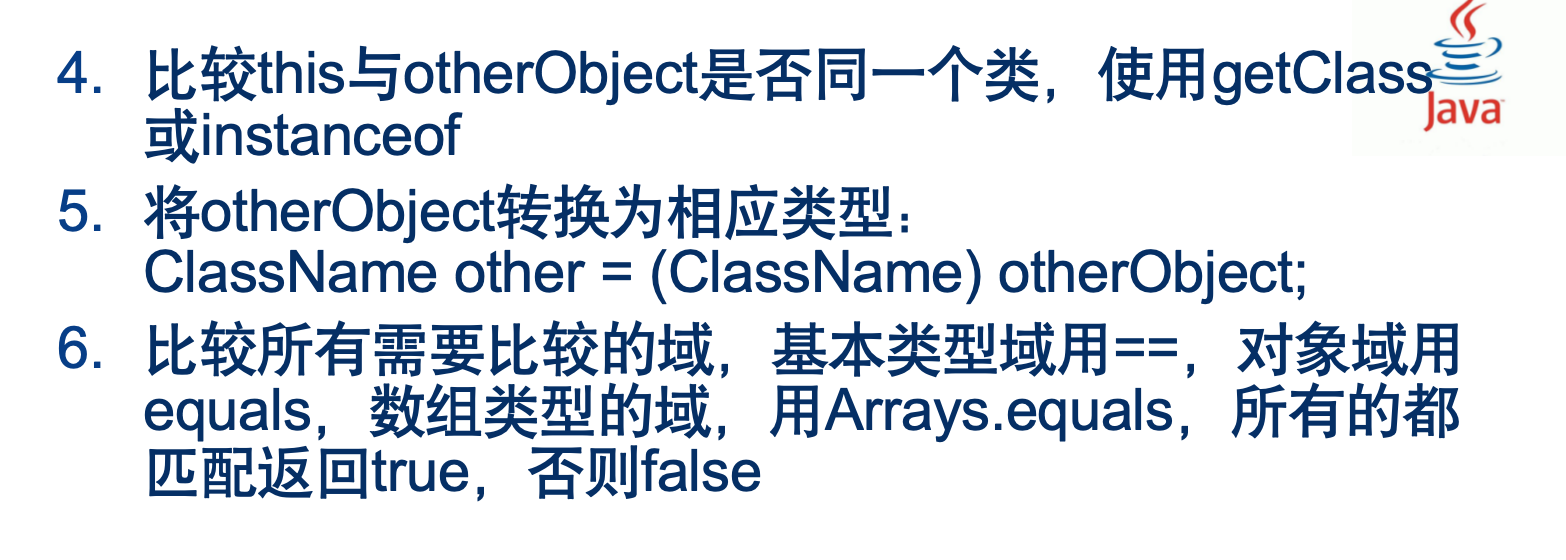 4. 比较this与otherObject是否同一个类，使用getClass
或instanceof
5. 将otherObject转换为相应类型：
ClassName other = (ClassName) otherObject;
6. 比较所有需要比较的域，基本类型域用==，对象域用
equals，数组类型的域，用Arrays.equals，所有的都
匹配返回true，否则false
Java